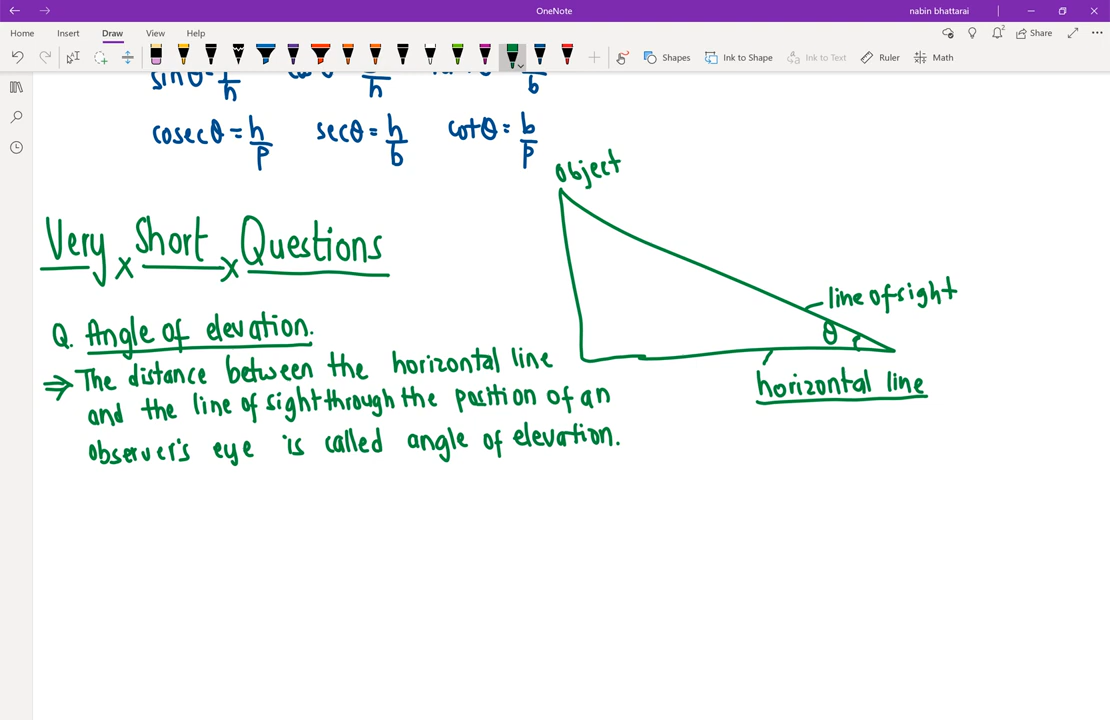 OneNote
nabin bhattarai
Home Insert Draw View Help
Share
Shapes Ink to Shape Ink to Text Ruler Math
sinθ = h h b
cosecθ = h/p secθ = h/b cotθ = b/p
object
Very x Short x Questions
line of sight
Q. Angle of elevation.
θ
⇒ The distance between the horizontal line
horizontal line
and the line of sight through the position of an
observer's eye is called angle of elevation.